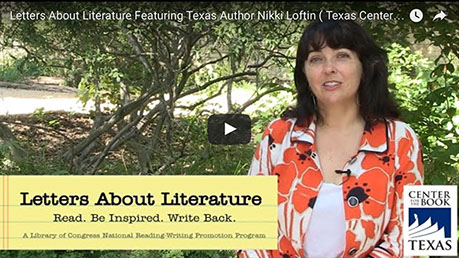 Letters About Literature Featuring Texas Author Nikki Loftin ( Texas Center...
Letters About Literature
Read. Be Inspired. Write Back.
A Library of Congress National Reading-Writing Promotion Program
CENTER
FOR THE
BOOK
TEXAS